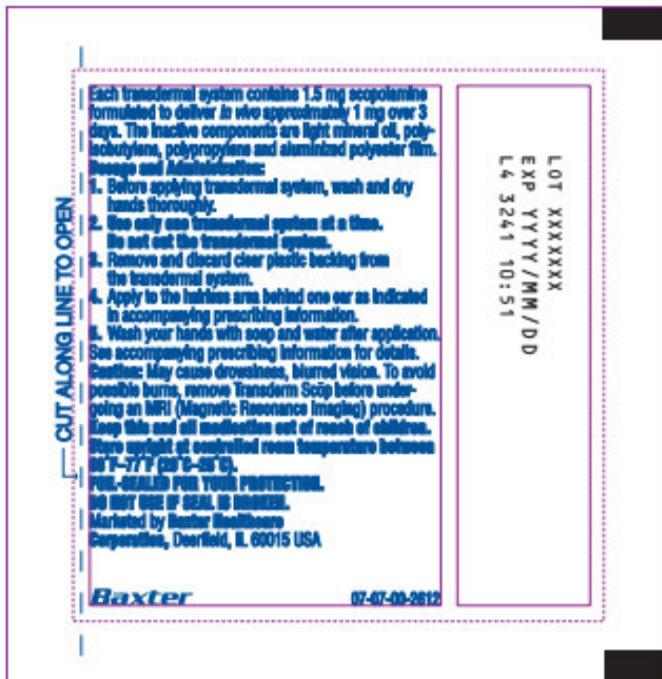 Each transdermal system contains 1.5 mg scopolamine
formulated to deliver in vivo approximately 1 mg over 3
days. The inactive components are light mineral oil, poly-
isobutylene, polypropylene and aluminized polyester film.
Dosage and Administration:
1. Before applying transdermal system, wash and dry
hands thoroughly.
2. Use only one transdermal system at a time.
Do not cut the transdermal system.
3. Remove and discard clear plastic backing from
the transdermal system.
4. Apply to the hairless area behind one ear as indicated
in accompanying prescribing information.
5. Wash your hands with soap and water after application.
See accompanying prescribing information for details.
Caution: May cause drowsiness, blurred vision. To avoid
possible burns, remove Transderm Scōp before under-
going an MRI (Magnetic Resonance Imaging) procedure.
Keep this and all medication out of reach of children.
Store upright at controlled room temperature between
68°F-77°F (20°C-25°C).
FOIL-SEALED FOR YOUR PROTECTION.
DO NOT USE IF SEAL IS BROKEN.
Marketed by Baxter Healthcare
Corporation, Deerfield, IL 60015 USA
Baxter 07-07-00-2612
CUT ALONG LINE TO OPEN
LOT XXXXXXX
EXP YYYY/MM/DD
L4 3241 10:51